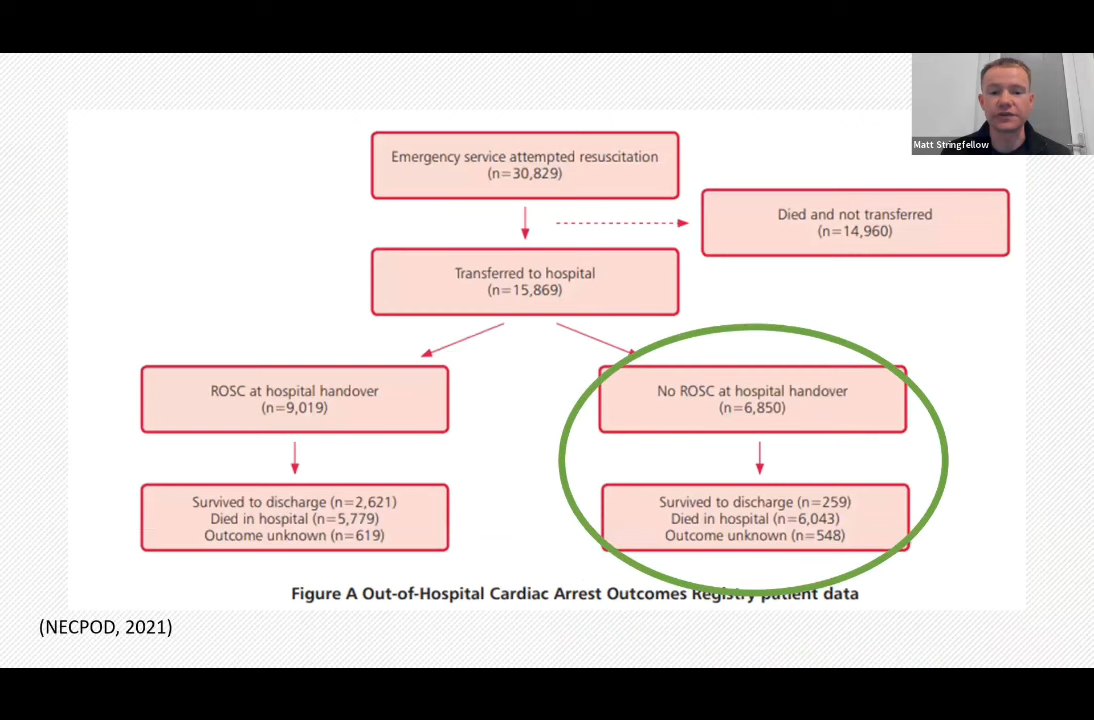 Matt Stringfellow
Emergency service attempted resuscitation
(n=30,829)
Died and not transferred
(n=14,960)
Transferred to hospital
(n=15,869)
ROSC at hospital handover
(n=9,019)
No ROSC at hospital handover
(n=6,850)
Survived to discharge (n=2,621)
Died in hospital (n=5,779)
Outcome unknown (n=619)
Survived to discharge (n=259)
Died in hospital (n=6,043)
Outcome unknown (n=548)
Figure A Out-of-Hospital Cardiac Arrest Outcomes Registry patient data
(NECPOD, 2021)